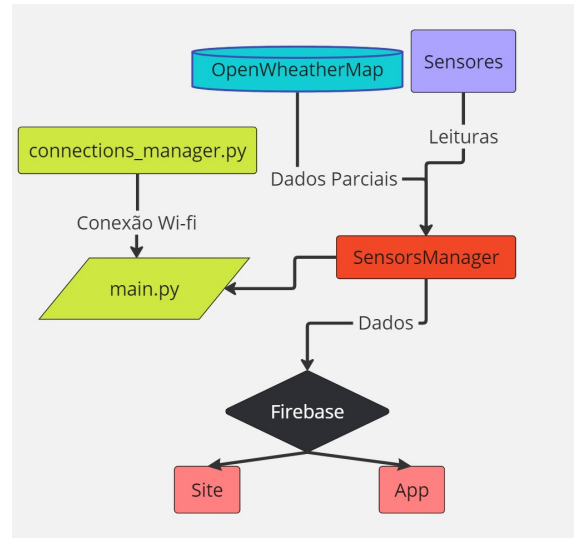 OpenWheatherMap
Sensores
Leituras
connections_manager.py
Dados Parciais
Conexão Wi-fi
SensorsManager
main.py
Dados
Firebase
Site
App